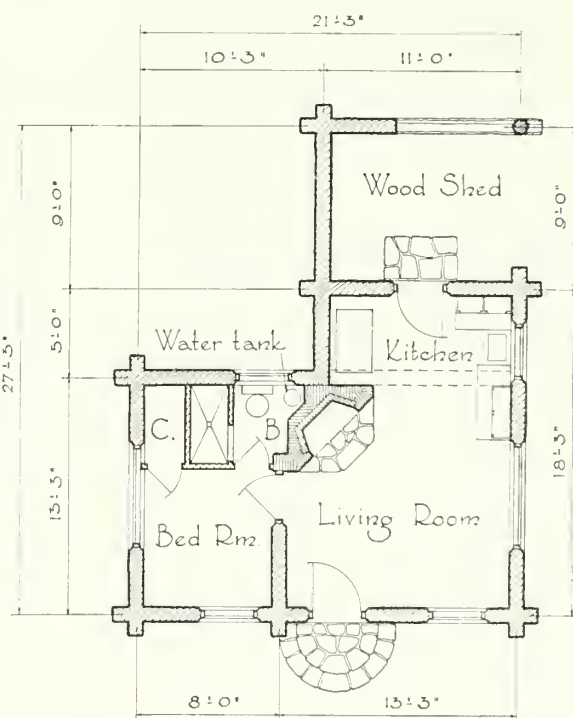 21'-3"
10'-3" 11'-0"
Wood Shed
9'-0" 9'-0"
5'-0"
Water tank Kitchen
27'-3"
C. B
13'-3" 18'-3"
Bed Rm. Living Room
8'-0" 13'-3"